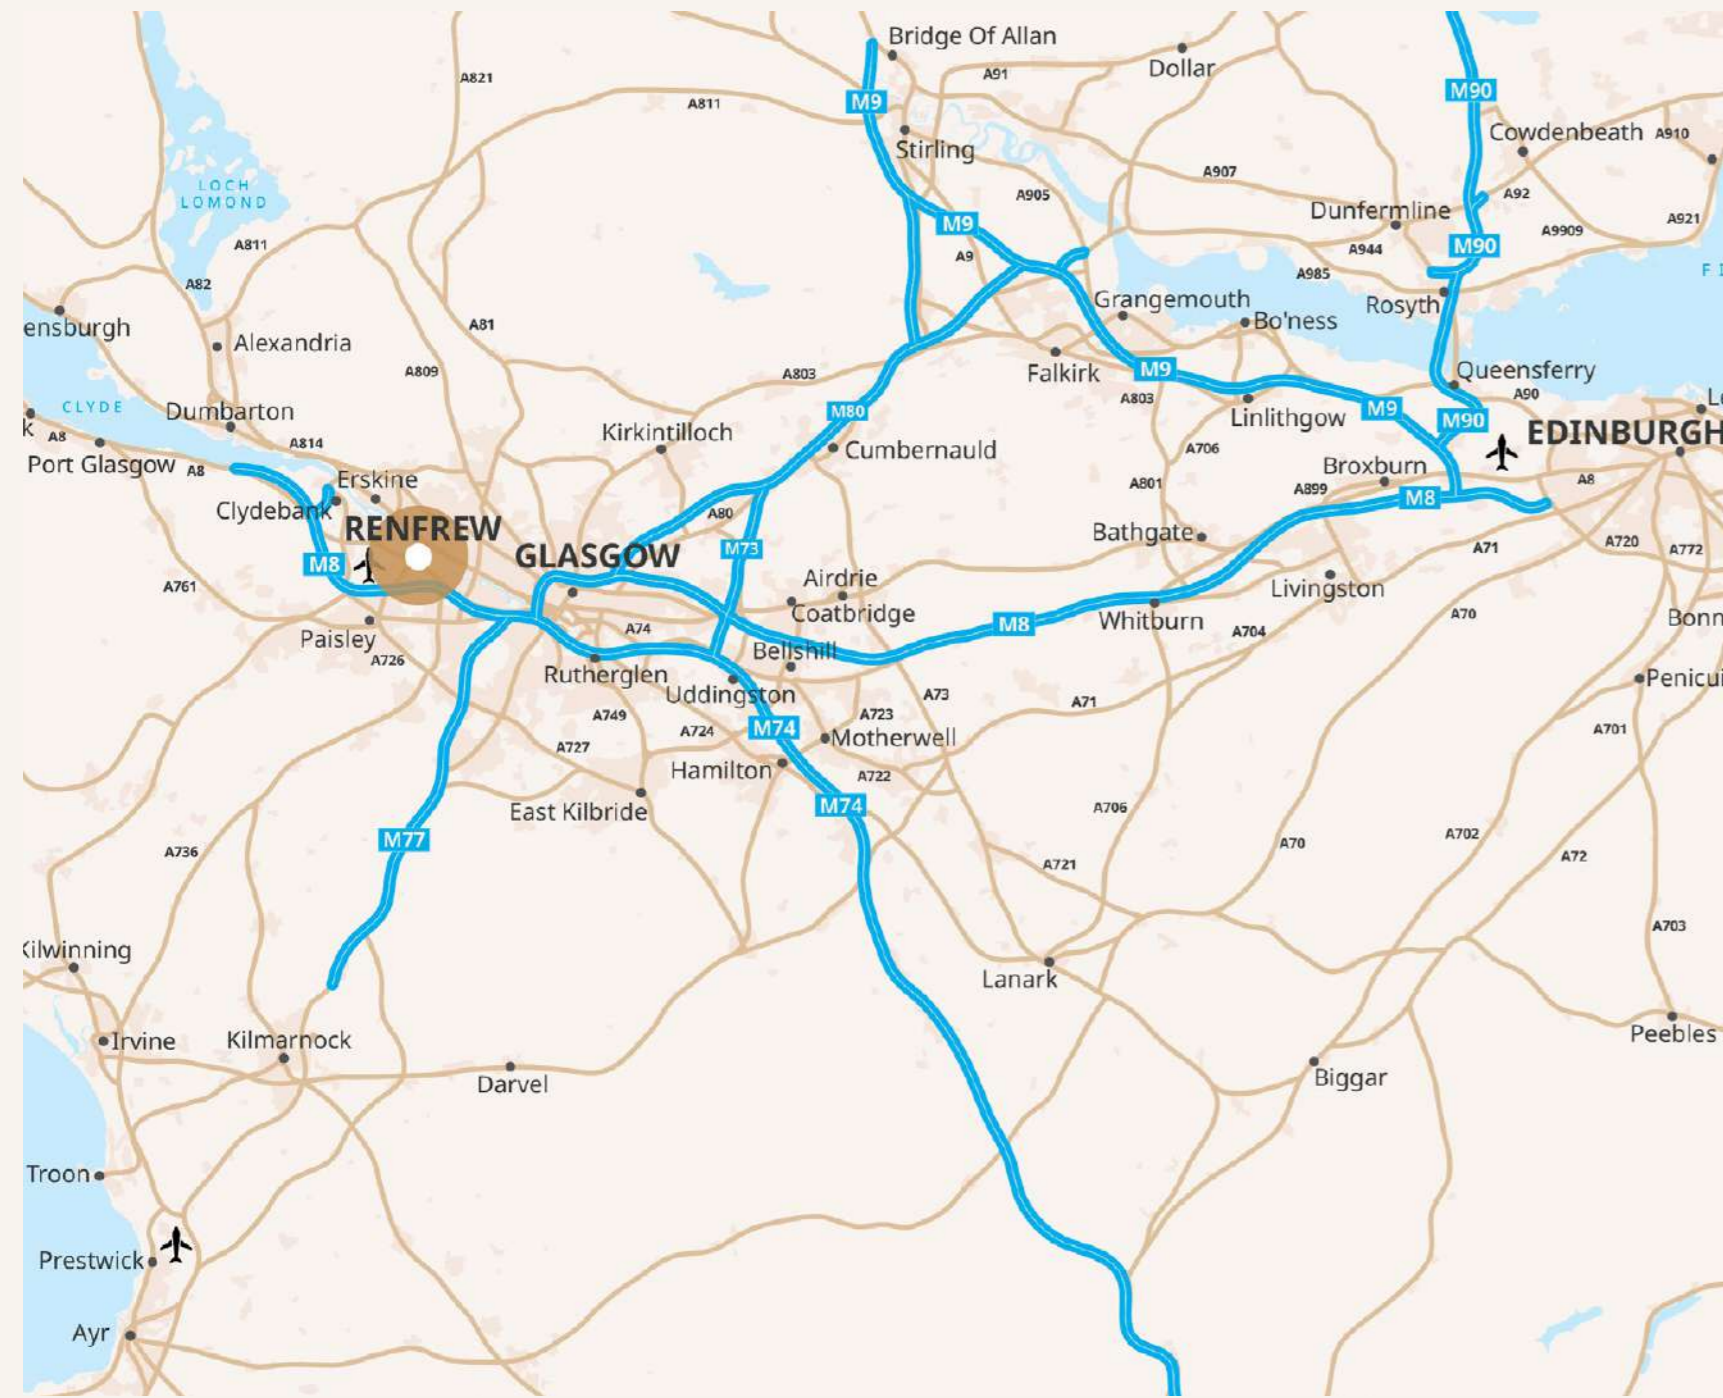 Bridge Of Allan
Dollar
A821
A91
A811
M9
M90
Cowdenbeath
A910
Stirling
LOCH
LOMOND
A905
A907
A92
Dunfermline
A921
M9
A9909
A811
A9
A944
M90
A985
A82
Grangemouth
Rosyth
Bo'ness
ensburgh
Alexandria
A81
A809
A803
Falkirk
M9
Queensferry
A803
A90
CLYDE
Dumbarton
M80
Linlithgow
M9
M90
k
A8
A814
Kirkintilloch
EDINBURGH
Cumbernauld
A706
Port Glasgow
A8
Broxburn
Erskine
A801
A899
A8
M8
Clydebank
A80
RENFREW
Bathgate
GLASGOW
M73
A71
A720
A772
M8
Airdrie
A761
Livingston
Coatbridge
A70
M8
Whitburn
A704
Bonn
Paisley
A74
A726
Bellshill
Rutherglen
Uddingston
Penicui
A73
A71
A749
A723
A724
M74
A701
A727
Motherwell
Hamilton
A722
East Kilbride
M74
A706
M77
A702
A736
A70
A72
A721
A703
Kilwinning
Lanark
Irvine
Kilmarnock
Peebles
Darvel
Biggar
Troon
Prestwick
Ayr